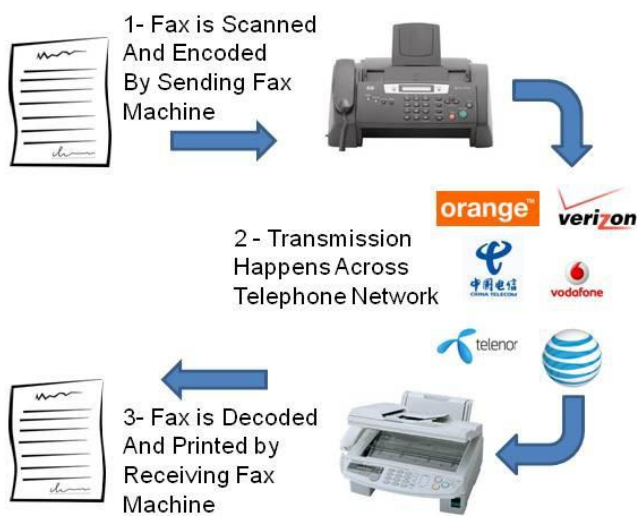 1- Fax is Scanned
And Encoded
By Sending Fax
Machine
orange™
verizon
2 - Transmission
Happens Across
Telephone Network
中国电信
CHINA TELECOM
vodafone
telenor
3- Fax is Decoded
And Printed by
Receiving Fax
Machine